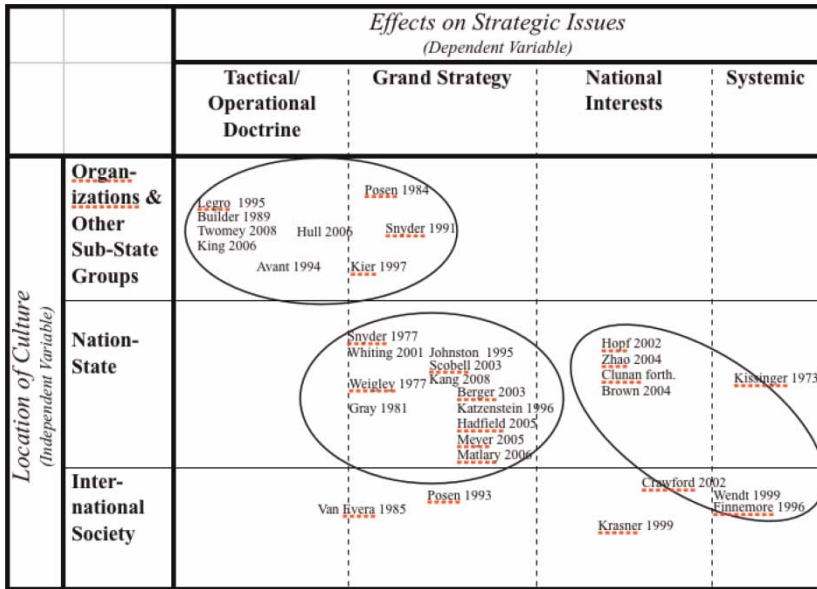 Effects on Strategic Issues
(Dependent Variable)
Tactical/
Operational
Doctrine
Grand Strategy
National
Interests
Systemic
Location of Culture
(Independent Variable)
Organ-
izations &
Other
Sub-State
Groups
Legro 1995
Builder 1989
Twomey 2008
King 2006
Hull 2006
Avant 1994
Posen 1984
Snyder 1991
Kier 1997
Nation-
State
Snyder 1977
Whiting 2001
Johnston 1995
Scobell 2003
Kang 2008
Weigley 1977
Berger 2003
Gray 1981
Katzenstein 1996
Hadfield 2005
Meyer 2005
Matlary 2006
Hopf 2002
Zhao 2004
Clunan forth.
Brown 2004
Kissinger 1973
Inter-
national
Society
Van Evera 1985
Posen 1993
Crawford 2002
Wendt 1999
Finnemore 1996
Krasner 1999